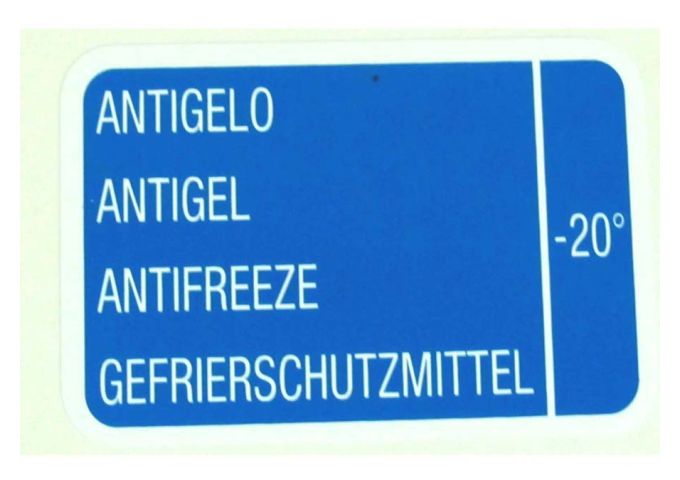 ANTIGELO
ANTIGEL
ANTIFREEZE
GEFRIERSCHUTZMITTEL
-20°